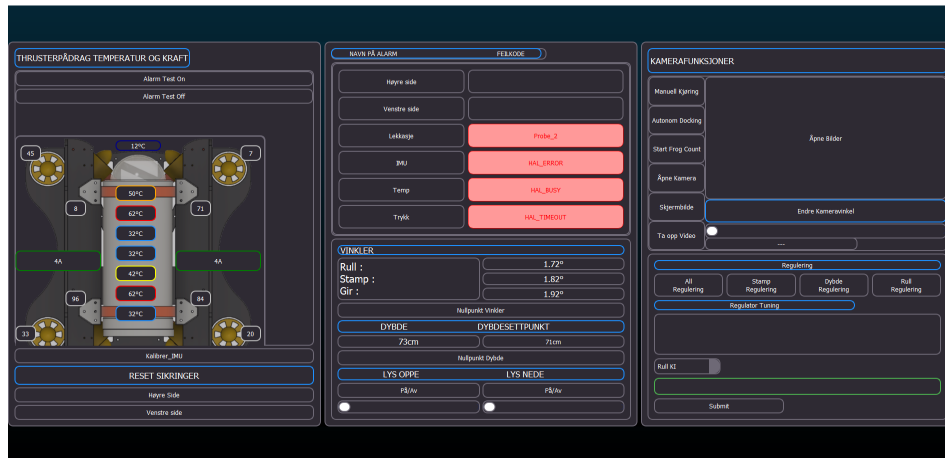 THRUSTERPÅDRAG TEMPERATUR OG KRAFT
Alarm Test On
Alarm Test Off
12°C
45
7
50°C
8
62°C
71
32°C
32°C
4A
4A
42°C
62°C
96
84
32°C
33
20
Kalibrer_IMU
RESET SIKRINGER
Høyre Side
Venstre side
NAVN PÅ ALARM FEILKODE
Høyre side
Venstre side
Lekkasje Probe_2
IMU HAL_ERROR
Temp HAL_BUSY
Trykk HAL_TIMEOUT
VINKLER
Rull : 1.72°
Stamp : 1.82°
Gir : 1.92°
Nullpunkt Vinkler
DYBDE DYBDESETTPUNKT
73cm 71cm
Nullpunkt Dybde
LYS OPPE LYS NEDE
På/Av På/Av
KAMERAFUNKSJONER
Manuell Kjøring
Autonom Docking
Start Frog Count
Åpne Kamera
Skjermbilde
Ta opp Video
Åpne Bilder
Endre Kameravinkel
---
Regulering
All Regulering
Stamp Regulering
Dybde Regulering
Rull Regulering
Regulator Tuning
Rull KI
Submit